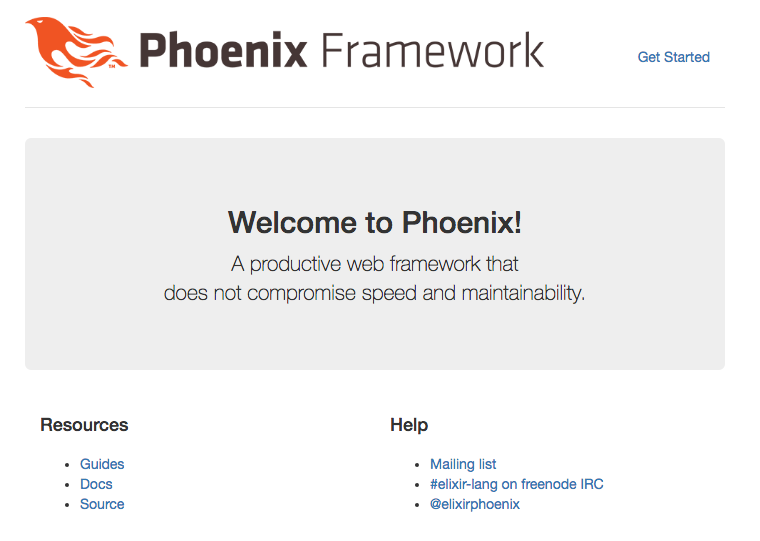 Phoenix Framework
Get Started
Welcome to Phoenix!
A productive web framework that
does not compromise speed and maintainability.
Resources
Guides
Docs
Source
Help
Mailing list
#elixir-lang on freenode IRC
@elixirphoenix